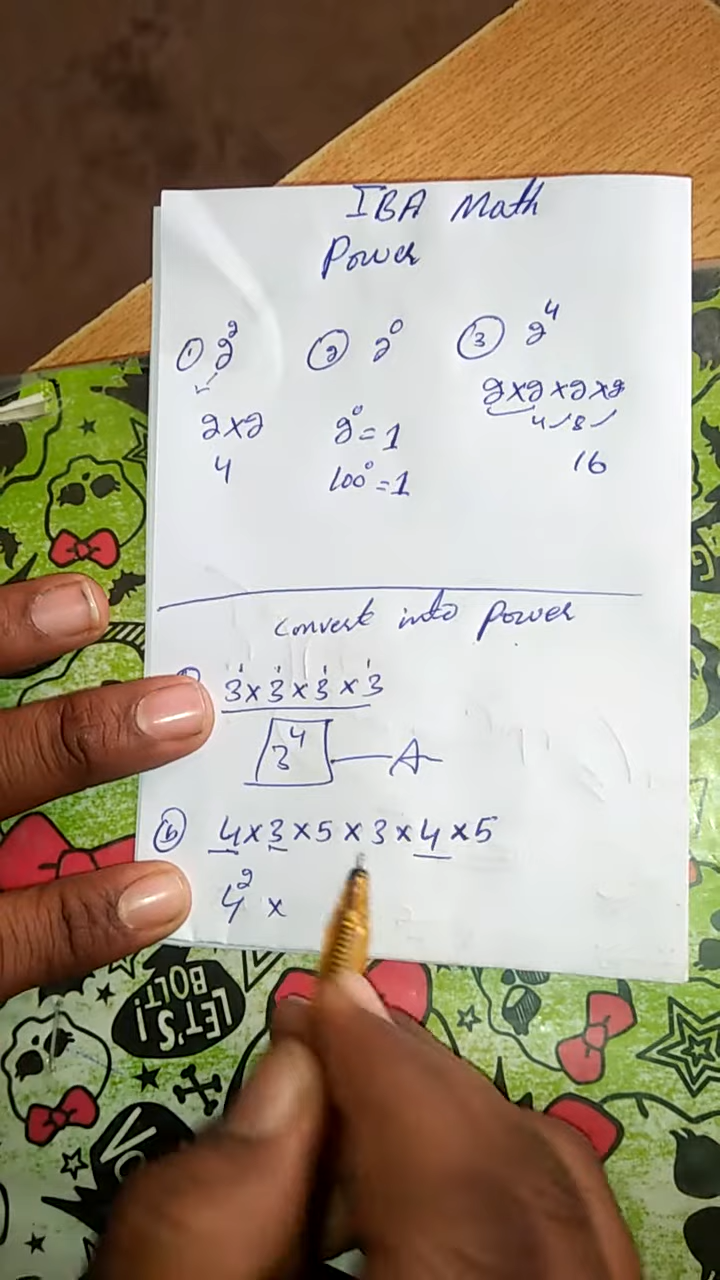 IBA Math
Power
① 2² ② 2⁰ ③ 2⁴
2×2 2⁰=1 2×2×2×2
4 100⁰=1 4 8
16
Convert into Power
3×3×3×3
3⁴ — A
ⓑ 4×3×5×3×4×5
4² ×
LET'S!
BOLT!